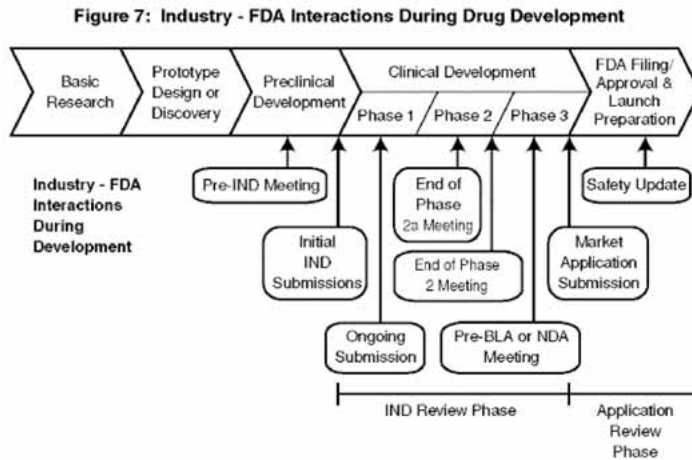 Figure 7: Industry - FDA Interactions During Drug Development
Basic
Research
Prototype
Design or
Discovery
Preclinical
Development
Clinical Development
Phase 1
Phase 2
Phase 3
FDA Filing/
Approval &
Launch
Preparation
Industry - FDA
Interactions
During
Development
Pre-IND Meeting
Initial
IND
Submissions
Ongoing
Submission
End of
Phase
2a Meeting
End of Phase
2 Meeting
Pre-BLA or NDA
Meeting
Market
Application
Submission
Safety Update
IND Review Phase
Application
Review
Phase